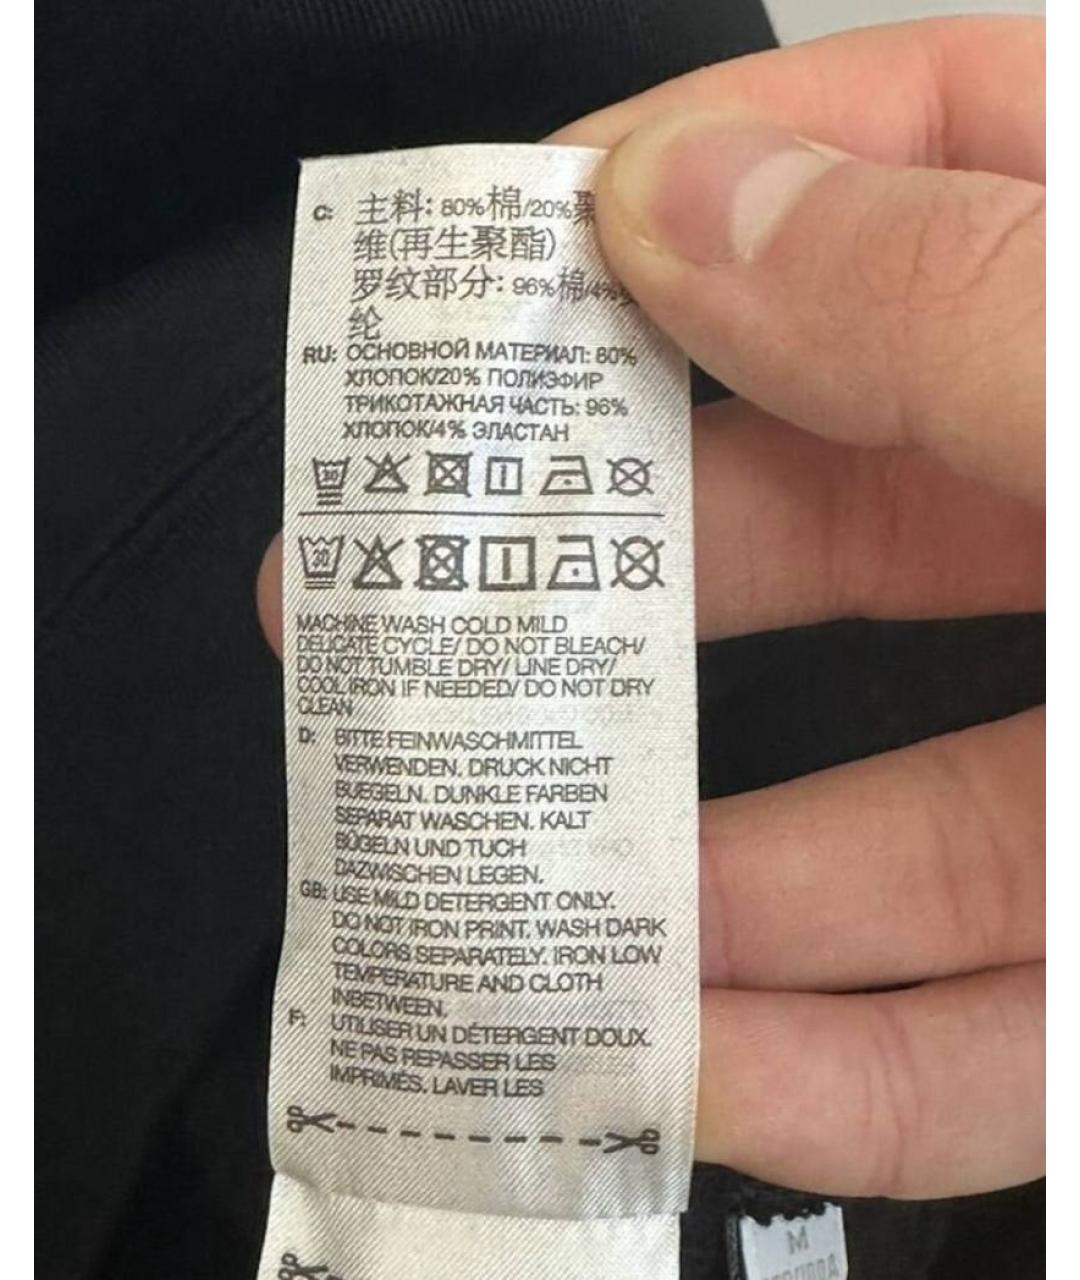 C: 主料: 80%棉/20%聚
维(再生聚酯)
罗纹部分: 96%棉/4%
纶
RU: ОСНОВНОЙ МАТЕРИАЛ: 80%
ХЛОПОК/20% ПОЛИЭФИР
ТРИКОТАЖНАЯ ЧАСТЬ: 96%
ХЛОПОК/4% ЭЛАСТАН
30
30
MACHINE WASH COLD MILD
DELICATE CYCLE/ DO NOT BLEACH/
DO NOT TUMBLE DRY/ LINE DRY/
COOL IRON IF NEEDED/ DO NOT DRY
CLEAN
D: BITTE FEINWASCHMITTEL
VERWENDEN. DRUCK NICHT
BUEGELN. DUNKLE FARBEN
SEPARAT WASCHEN. KALT
BÜGELN UND TUCH
DAZWISCHEN LEGEN.
GB: USE MILD DETERGENT ONLY.
DO NOT IRON PRINT. WASH DARK
COLORS SEPARATELY. IRON LOW
TEMPERATURE AND CLOTH
INBETWEEN.
F: UTILISER UN DÉTERGENT DOUX.
NE PAS REPASSER LES
IMPRIMÉS. LAVER LES
M